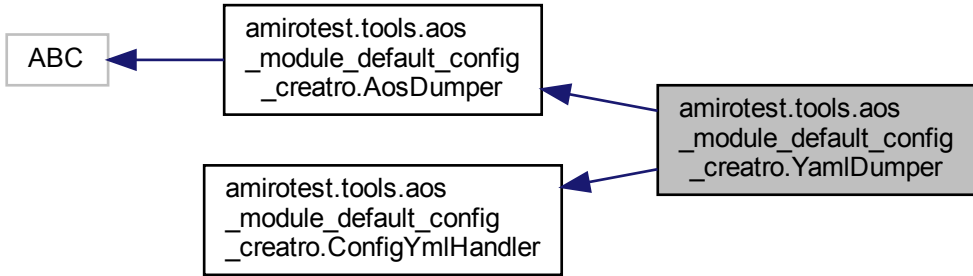 ABC
amirotest.tools.aos
_module_default_config
_creatro.AosDumper
amirotest.tools.aos
_module_default_config
_creatro.YamlDumper
amirotest.tools.aos
_module_default_config
_creatro.ConfigYmlHandler